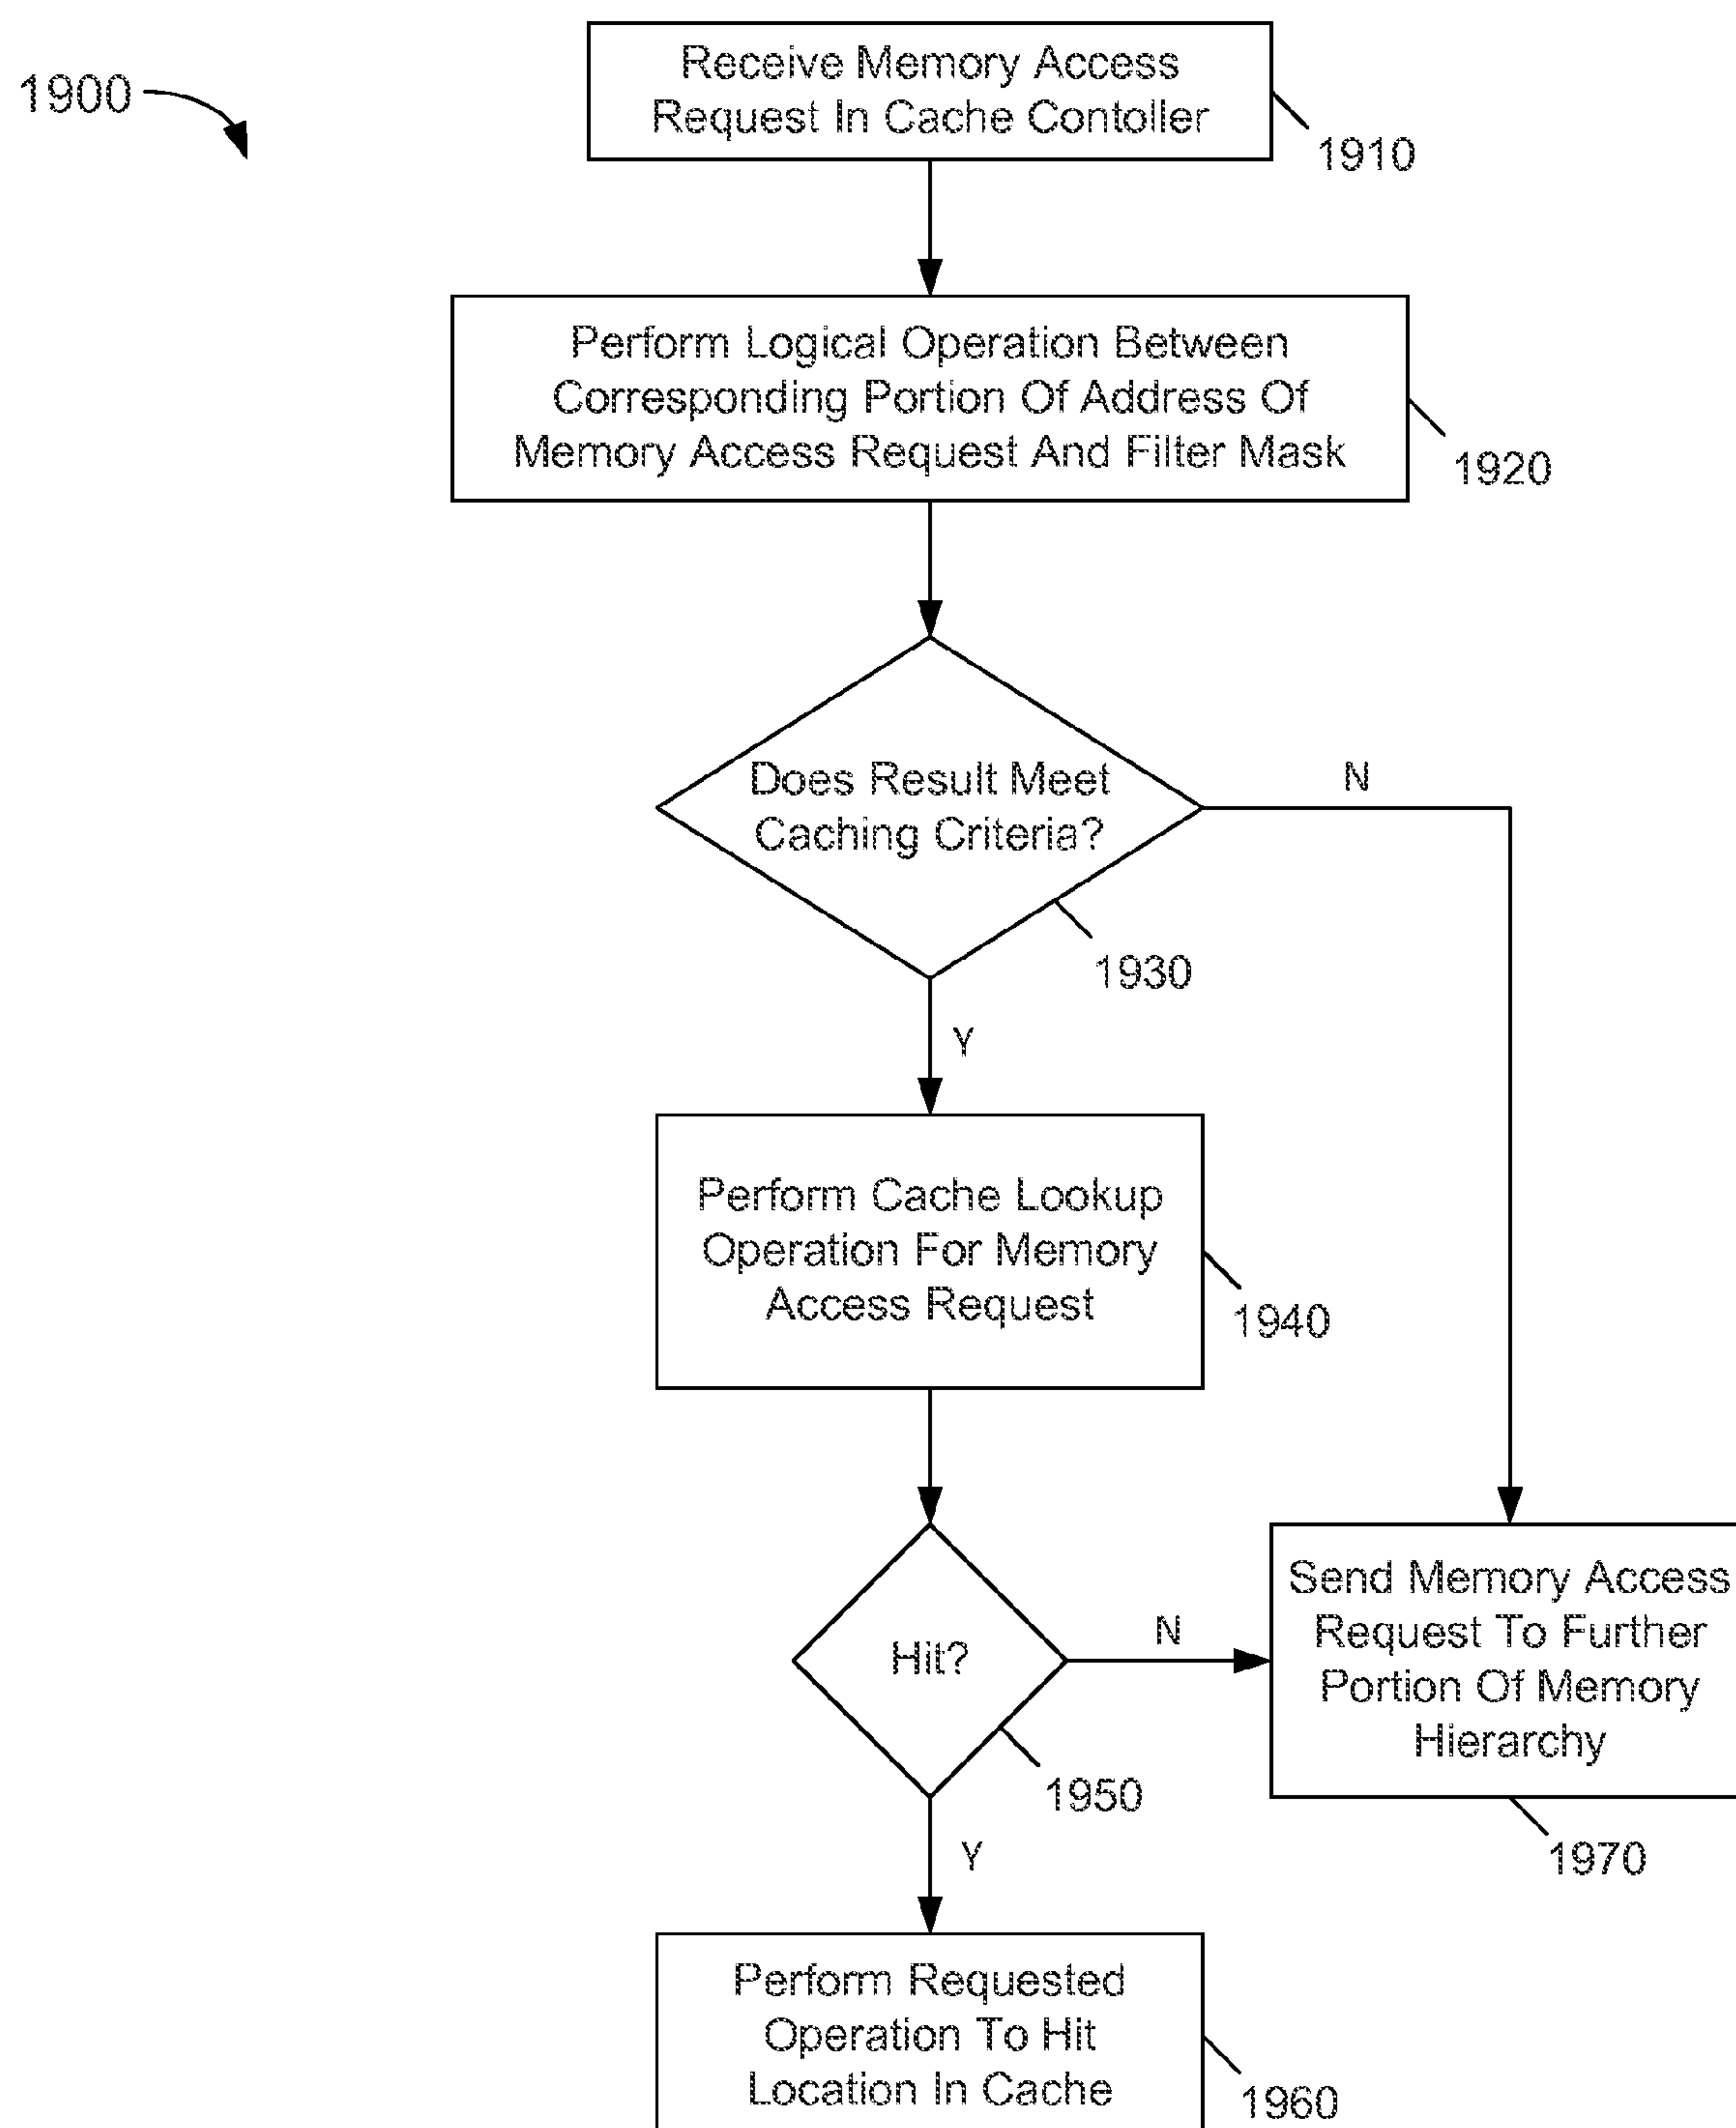 1900
Receive Memory Access
Request In Cache Contoller
1910
Perform Logical Operation Between
Corresponding Portion Of Address Of
Memory Access Request And Filter Mask
1920
Does Result Meet
Caching Criteria?
N
1930
Y
Perform Cache Lookup
Operation For Memory
Access Request
1940
Hit?
N
1950
Send Memory Access
Request To Further
Portion Of Memory
Hierarchy
1970
Y
Perform Requested
Operation To Hit
Location In Cache
1960